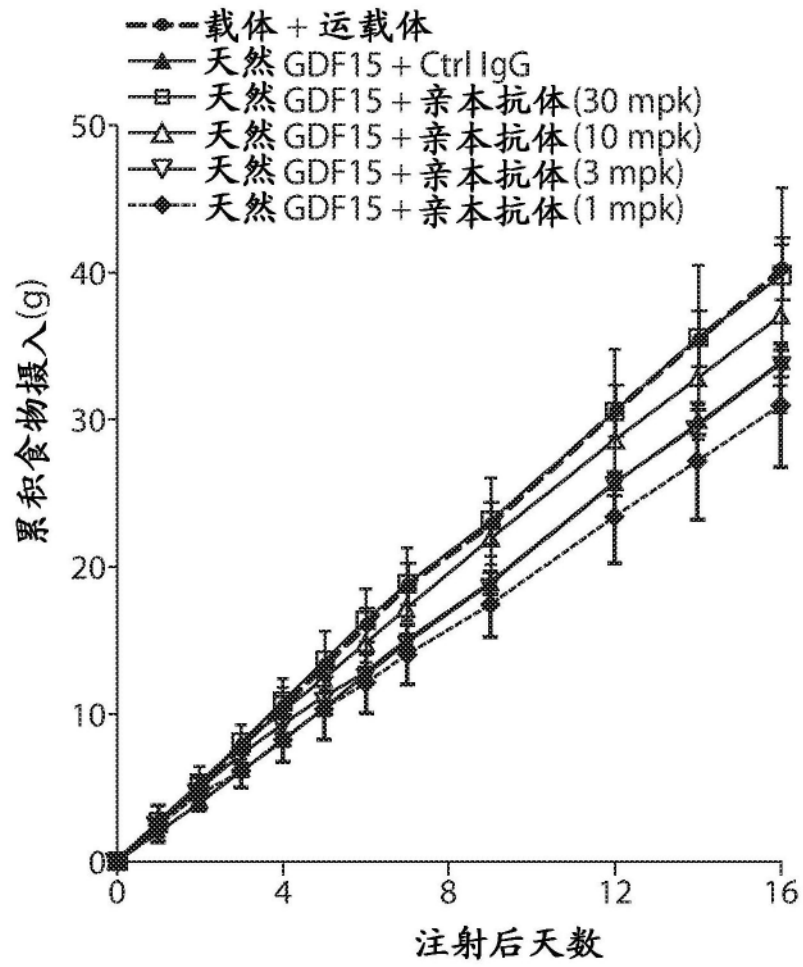 载体 + 运载体
天然 GDF15 + Ctrl IgG
天然 GDF15 + 亲本抗体 (30 mpk)
天然 GDF15 + 亲本抗体 (10 mpk)
天然 GDF15 + 亲本抗体 (3 mpk)
天然 GDF15 + 亲本抗体 (1 mpk)
50
40
30
20
10
0
累积食物摄入(g)
0 4 8 12 16
注射后天数